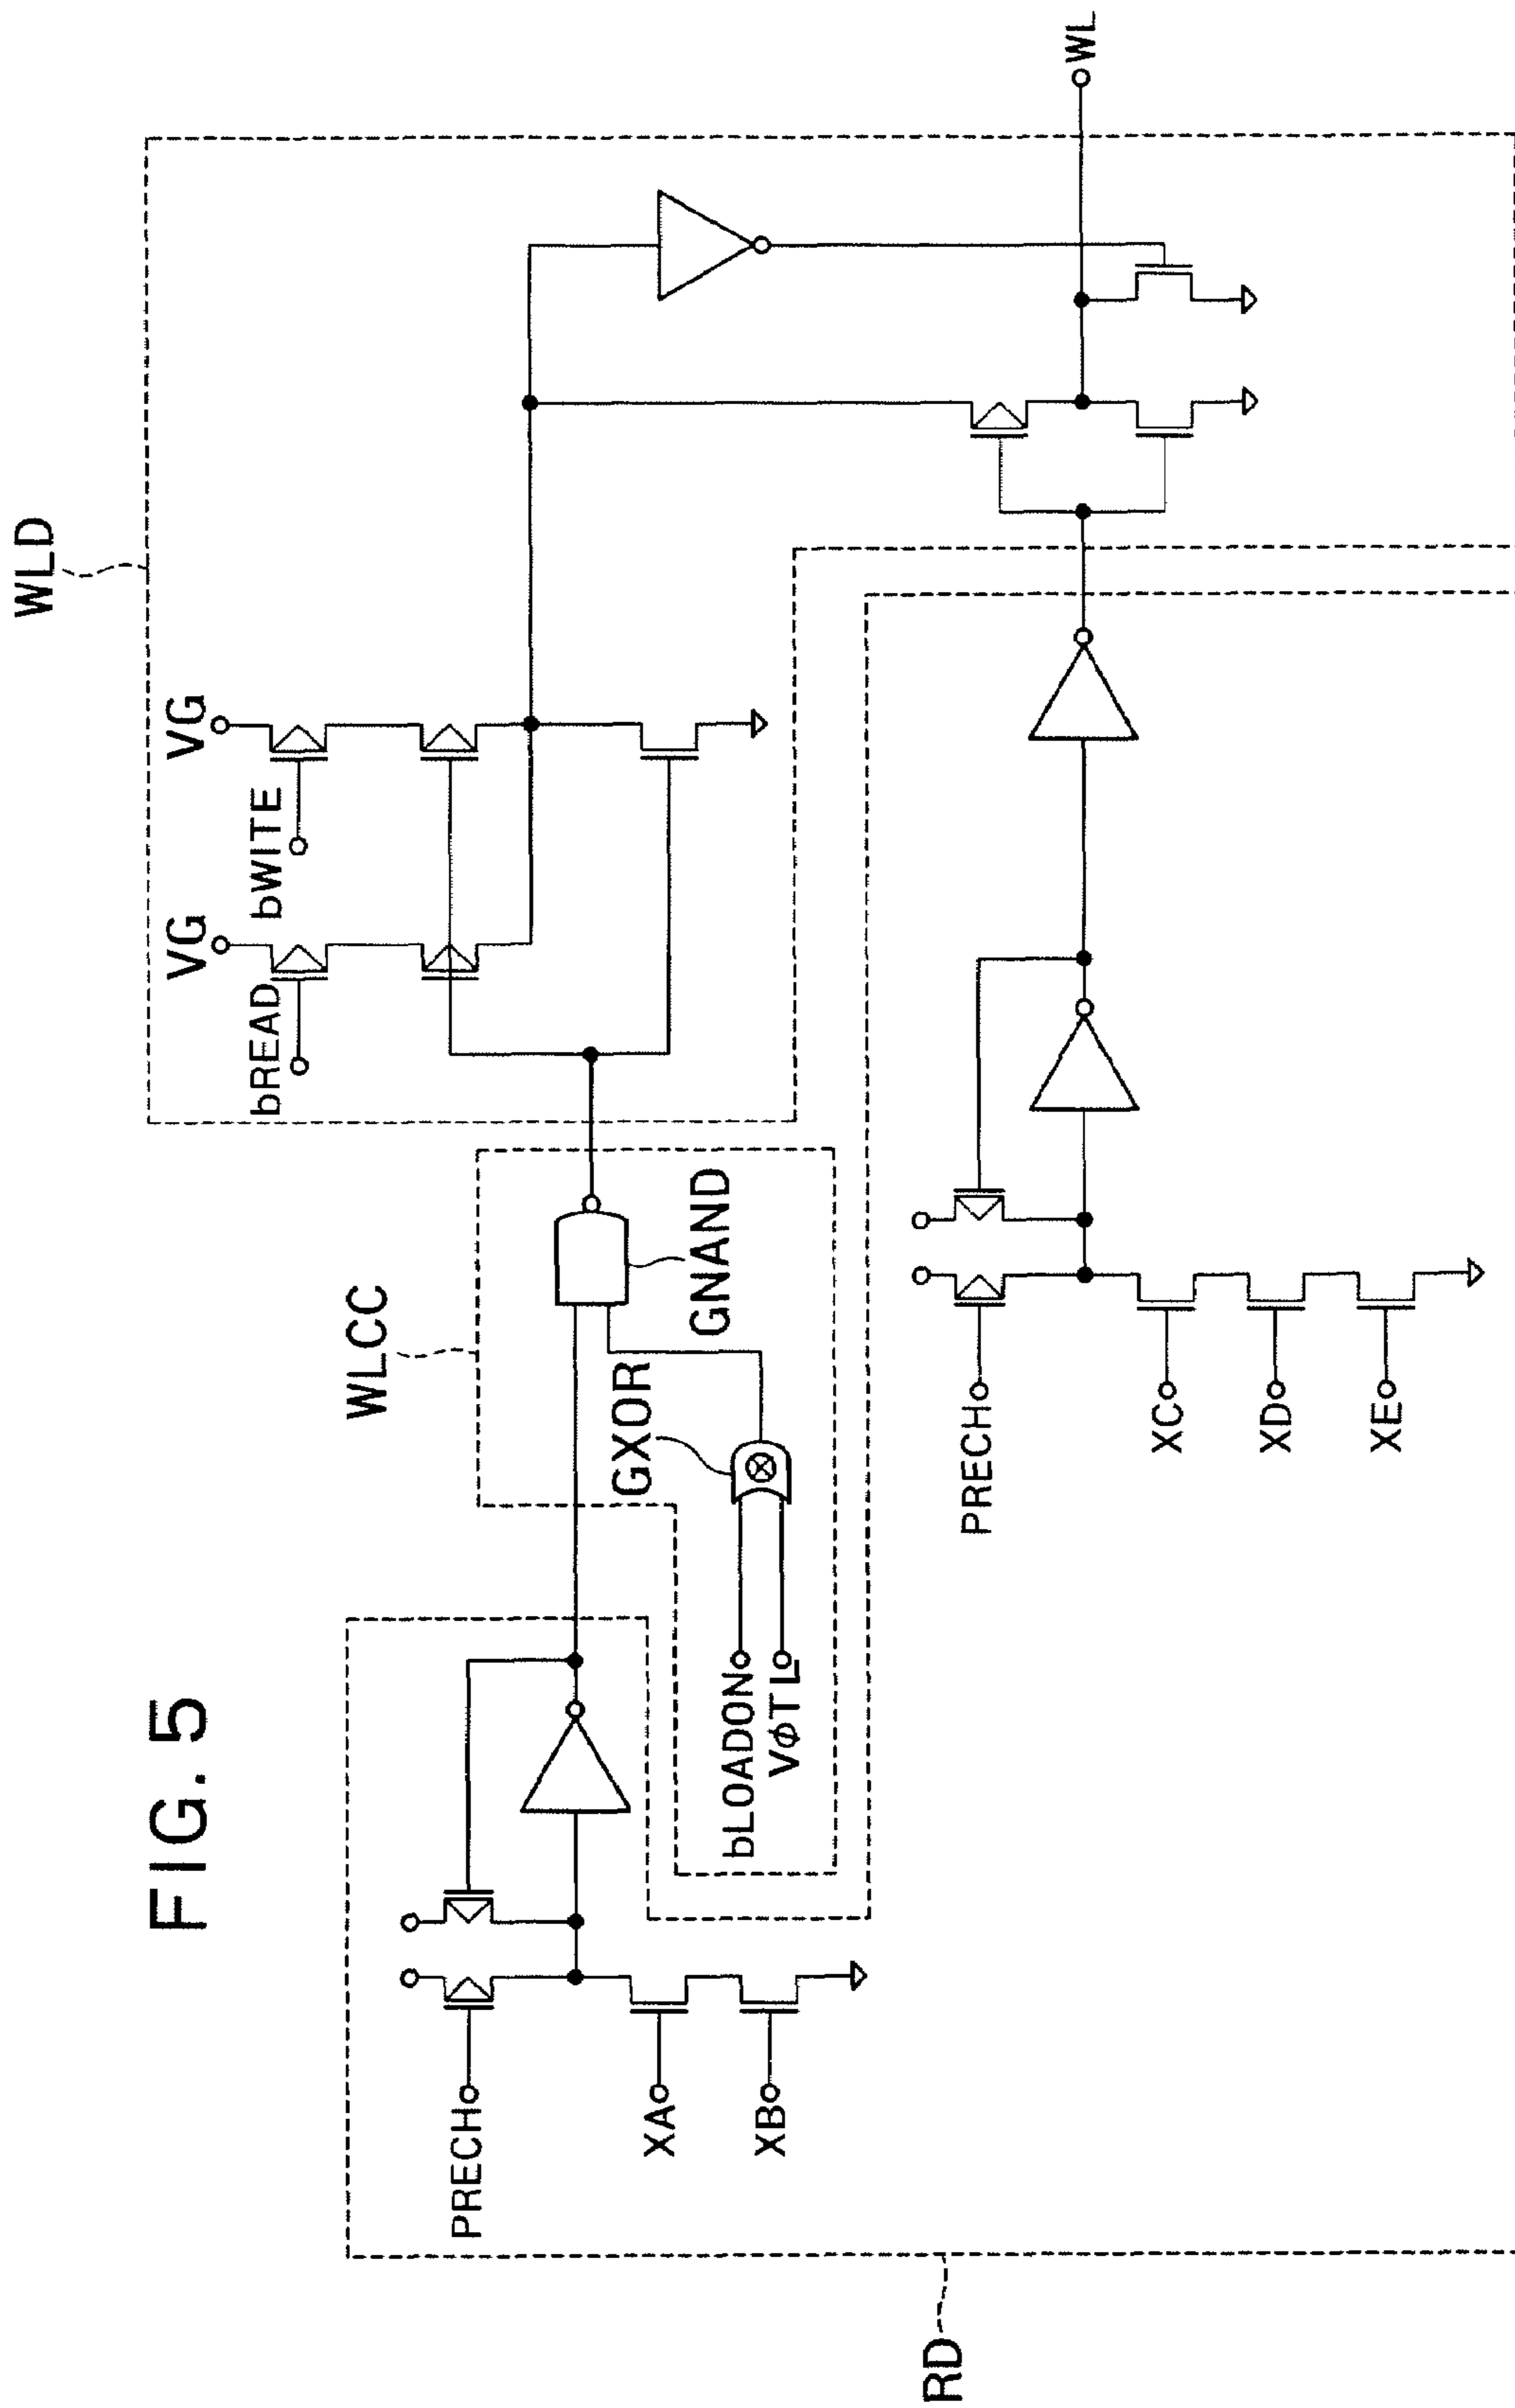 FIG. 5
WLD
VG
VG
bREAD
bWITE
WL
WLCC
GNAND
GXOR
bLOADON
VφTL
PRECH
XA
XB
PRECH
XC
XD
XE
RD